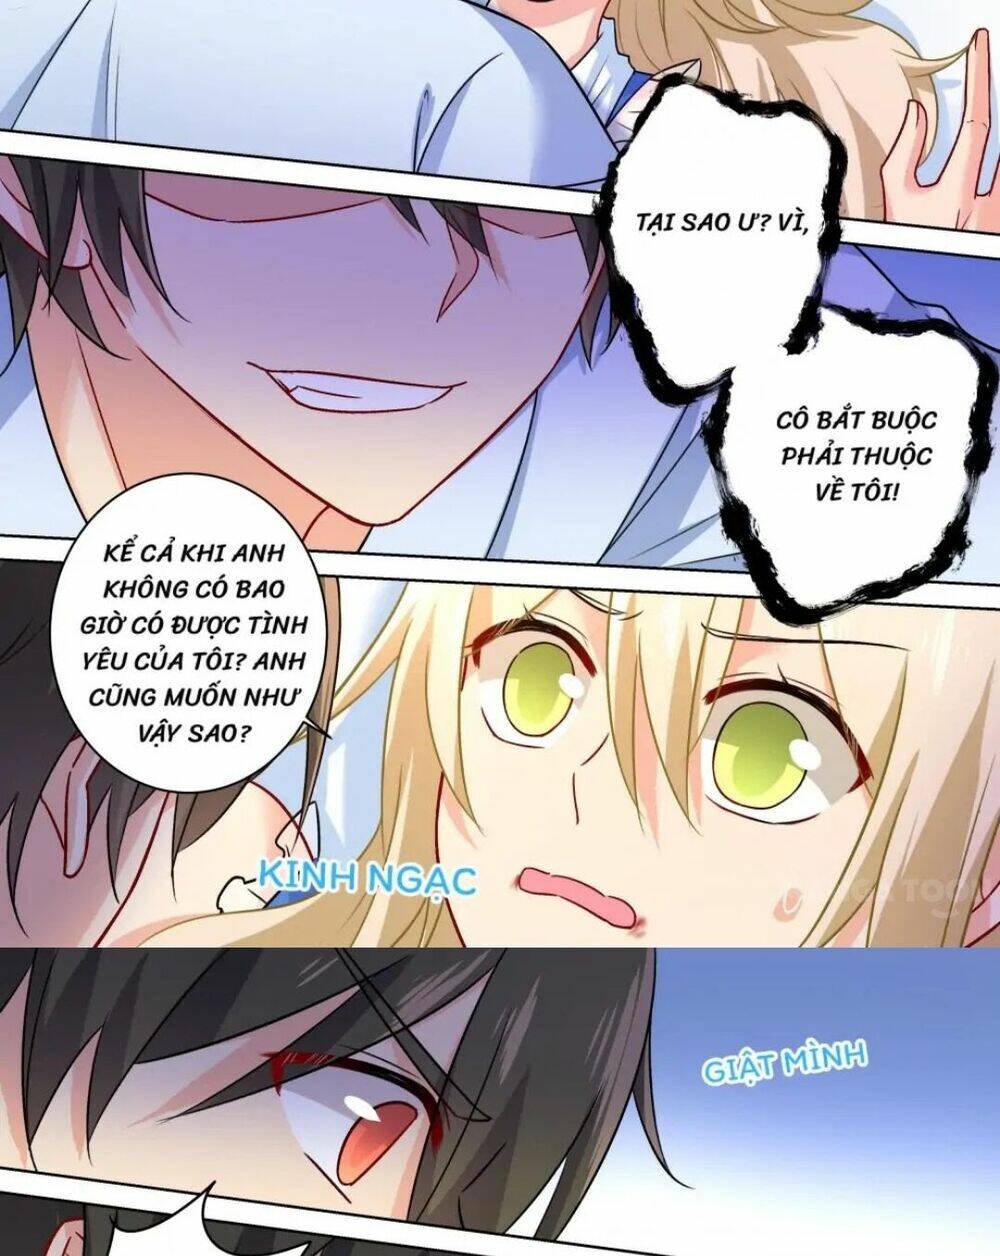 TẠI SAO Ư? VÌ,
CÔ BẮT BUỘC
PHẢI THUỘC
VỀ TÔI!
KỂ CẢ KHI ANH
KHÔNG CÓ BAO
GIỜ CÓ ĐƯỢC TÌNH
YÊU CỦA TÔI? ANH
CŨNG MUỐN NHƯ
VẬY SAO?
KINH NGẠC
GIẬT MÌNH